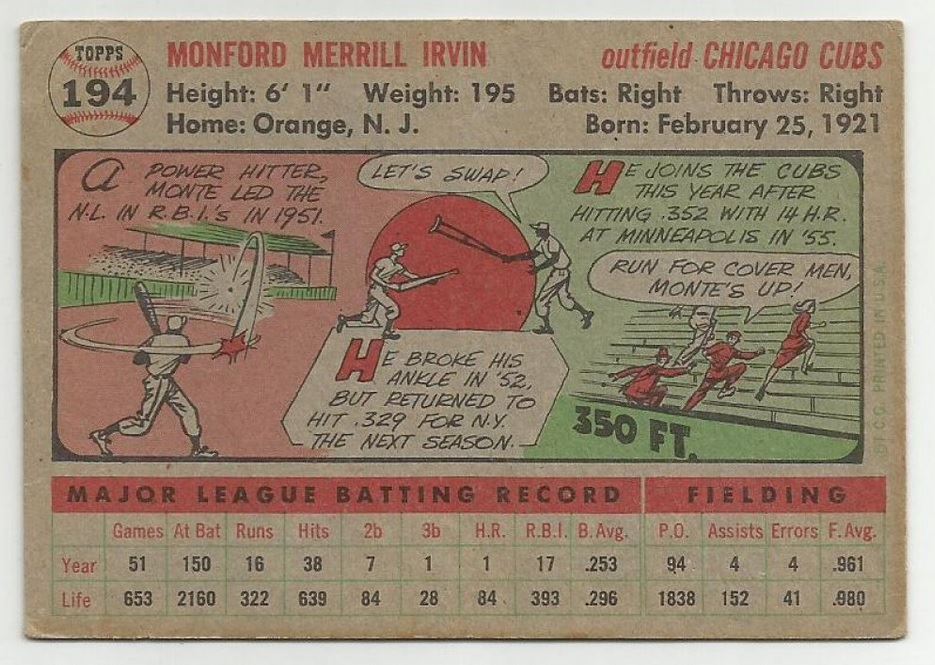 TOPPS
194
MONFORD MERRILL IRVIN
outfield CHICAGO CUBS
Height: 6' 1" Weight: 195 Bats: Right Throws: Right
Home: Orange, N. J. Born: February 25, 1921
A POWER HITTER,
MONTE LED THE
N.L. IN R.B.I.'S IN 1951.
LET'S SWAP!
HE BROKE HIS
ANKLE IN '52,
BUT RETURNED TO
HIT .329 FOR N.Y.
THE NEXT SEASON.
HE JOINS THE CUBS
THIS YEAR AFTER
HITTING .352 WITH 14 H.R.
AT MINNEAPOLIS IN '55.
RUN FOR COVER MEN,
MONTE'S UP!
350 FT.
© T.C.G. PRINTED IN U.S.A.
MAJOR LEAGUE BATTING RECORD FIELDING
Games At Bat Runs Hits 2b 3b H.R. R.B.I. B. Avg. P.O. Assists Errors F. Avg.
Year 51 150 16 38 7 1 1 17 .253 94 4 4 .961
Life 653 2160 322 639 84 28 84 393 .296 1838 152 41 .980